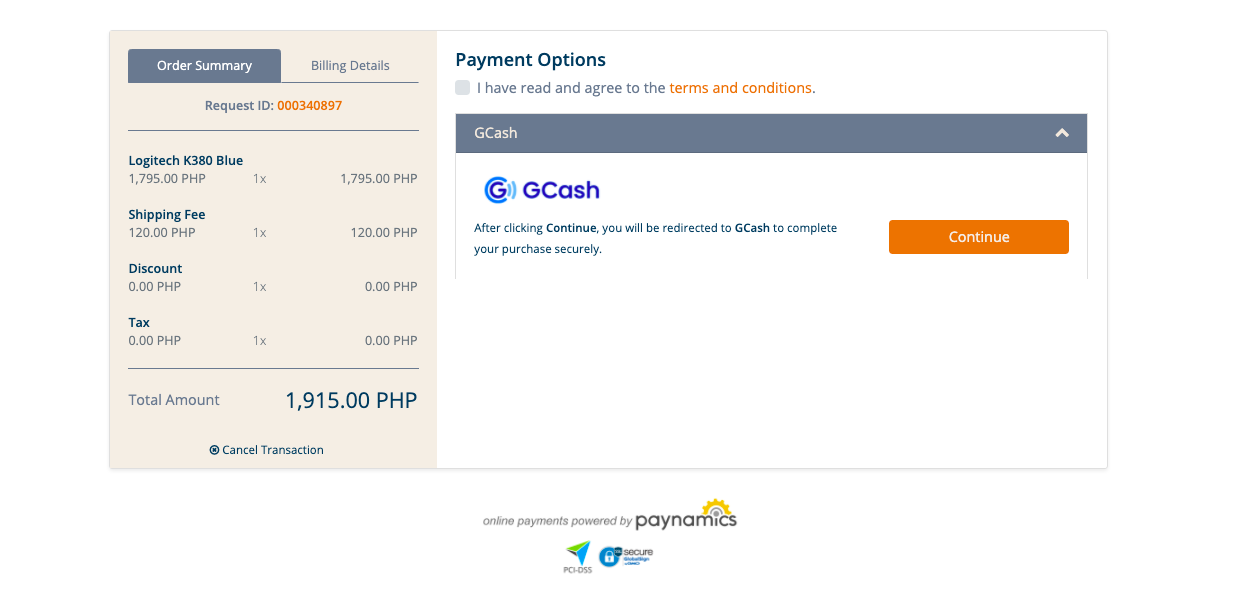 Order Summary
Billing Details
Request ID: 000340897
Logitech K380 Blue
1,795.00 PHP 1x 1,795.00 PHP
Shipping Fee
120.00 PHP 1x 120.00 PHP
Discount
0.00 PHP 1x 0.00 PHP
Tax
0.00 PHP 1x 0.00 PHP
Total Amount 1,915.00 PHP
Cancel Transaction
Payment Options
I have read and agree to the terms and conditions.
GCash
GCash
After clicking Continue, you will be redirected to GCash to complete
your purchase securely.
Continue
online payments powered by paynamics
PCI-DSS
secure
GlobalSign